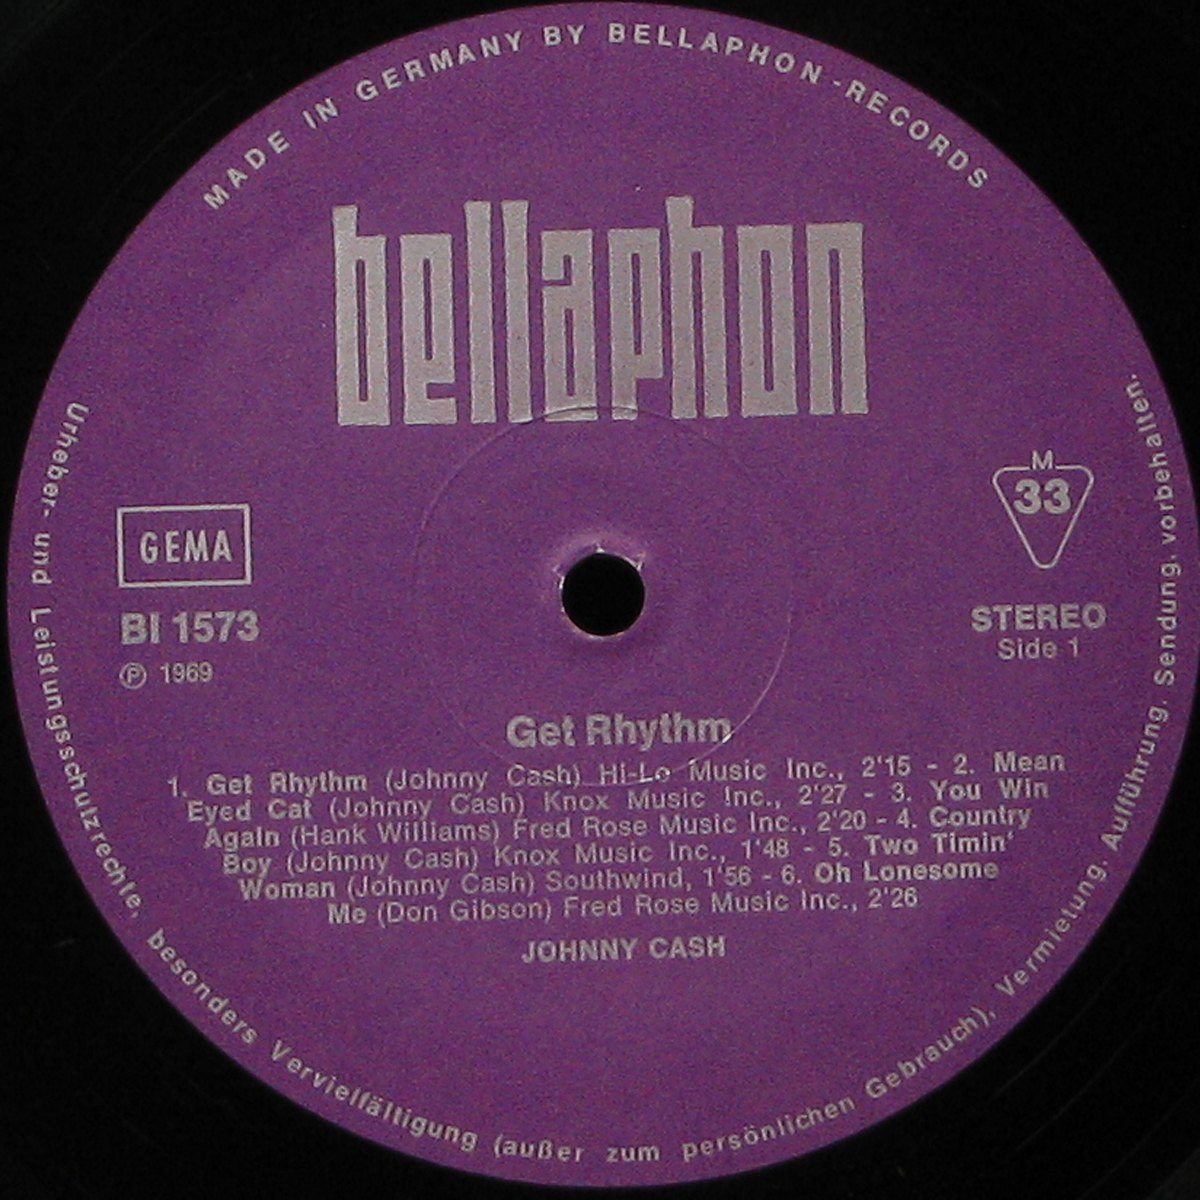 MADE IN GERMANY BY BELLAPHON-RECORDS
bellaphon
GEMA
BI 1573
℗ 1969
M
33
STEREO
Side 1
Get Rhythm
1. Get Rhythm (Johnny Cash) Hi-Lo Music Inc., 2'15 - 2. Mean
Eyed Cat (Johnny Cash) Knox Music Inc., 2'27 - 3. You Win
Again (Hank Williams) Fred Rose Music Inc., 2'20 - 4. Country
Boy (Johnny Cash) Knox Music Inc., 1'48 - 5. Two Timin'
Woman (Johnny Cash) Southwind, 1'56 - 6. Oh Lonesome
Me (Don Gibson) Fred Rose Music Inc., 2'26
JOHNNY CASH
Urheber- und Leistungsschutzrechte, besonders Vervielfältigung (außer zum persönlichen Gebrauch), Vermietung, Aufführung, Sendung, vorbehalten.